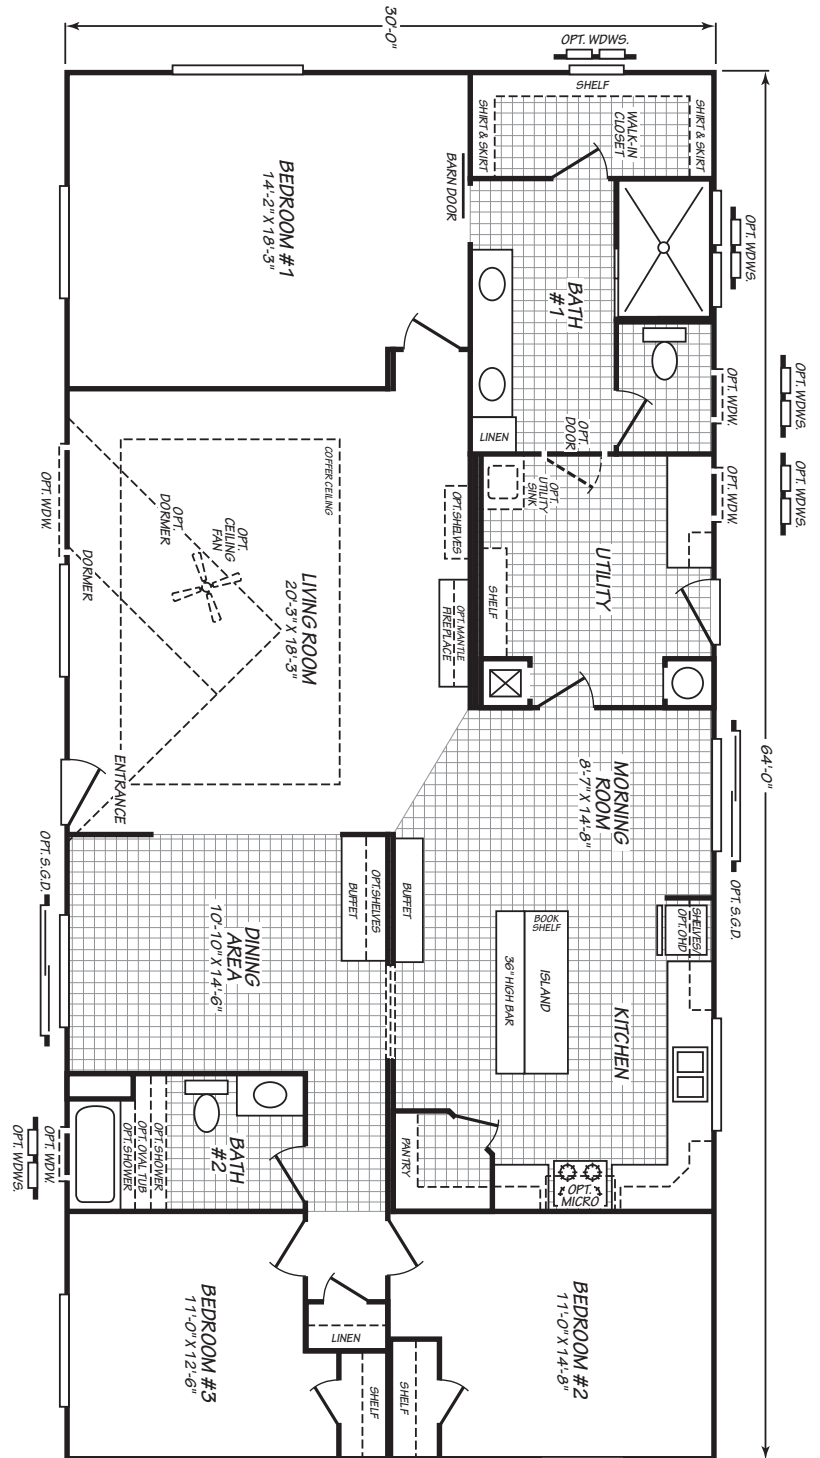 30'-0"
OPT. WDWS.
SHELF
SHIRT & SKIRT
WALK-IN
CLOSET
SHIRT & SKIRT
BARN DOOR
BEDROOM #1
14'-2" X 18'-3"
OPT. WDWS.
BATH
#1
OPT. WDW.
OPT. WDWS.
LINEN
OPT.
DOOR
OPT. WDW.
OPT. WDWS.
OPT.
UTILITY
SINK
UTILITY
SHELF
OPT. SHELVES
OPT. MANTLE
FIREPLACE
COFFER CEILING
OPT. WDW.
OPT.
DORMER
OPT.
CEILING
FAN
DORMER
LIVING ROOM
20'-3" X 18'-3"
ENTRANCE
64'-0"
MORNING
ROOM
8'-7" X 14'-8"
OPT. S.G.D.
OPT. S.G.D.
OPT. SHELVES
BUFFET
BUFFET
DINING
AREA
10'-10" X 14'-6"
BOOK
SHELF
ISLAND
36" HIGH BAR
SHELVES/
OPT. OHD
KITCHEN
PANTRY
OPT.
MICRO
BATH
#2
OPT. SHOWER
OPT. OVAL TUB
OPT. SHOWER
OPT. WDW.
OPT. WDWS.
LINEN
SHELF
SHELF
BEDROOM #2
11'-0" X 14'-8"
BEDROOM #3
11'-0" X 12'-6"